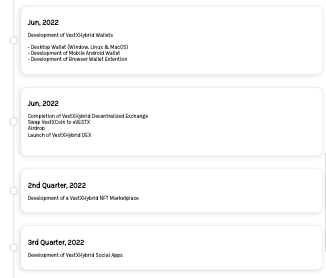 Jun, 2022
Development of VestXHybrid Wallets
- Desktop Wallet (Window, Linux & MacOS)
- Development of Mobile Android Wallet
- Development of Browser Wallet Extention
Jun, 2022
Completion of VestXHybrid Decentralized Exchange
Swap VestXCoin to eVESTX
Airdrop
Launch of VestXHybrid DEX
2nd Quarter, 2022
Development of a VestXHybrid NFT Marketplace
3rd Quarter, 2022
Development of VestXHybrid Social Apps